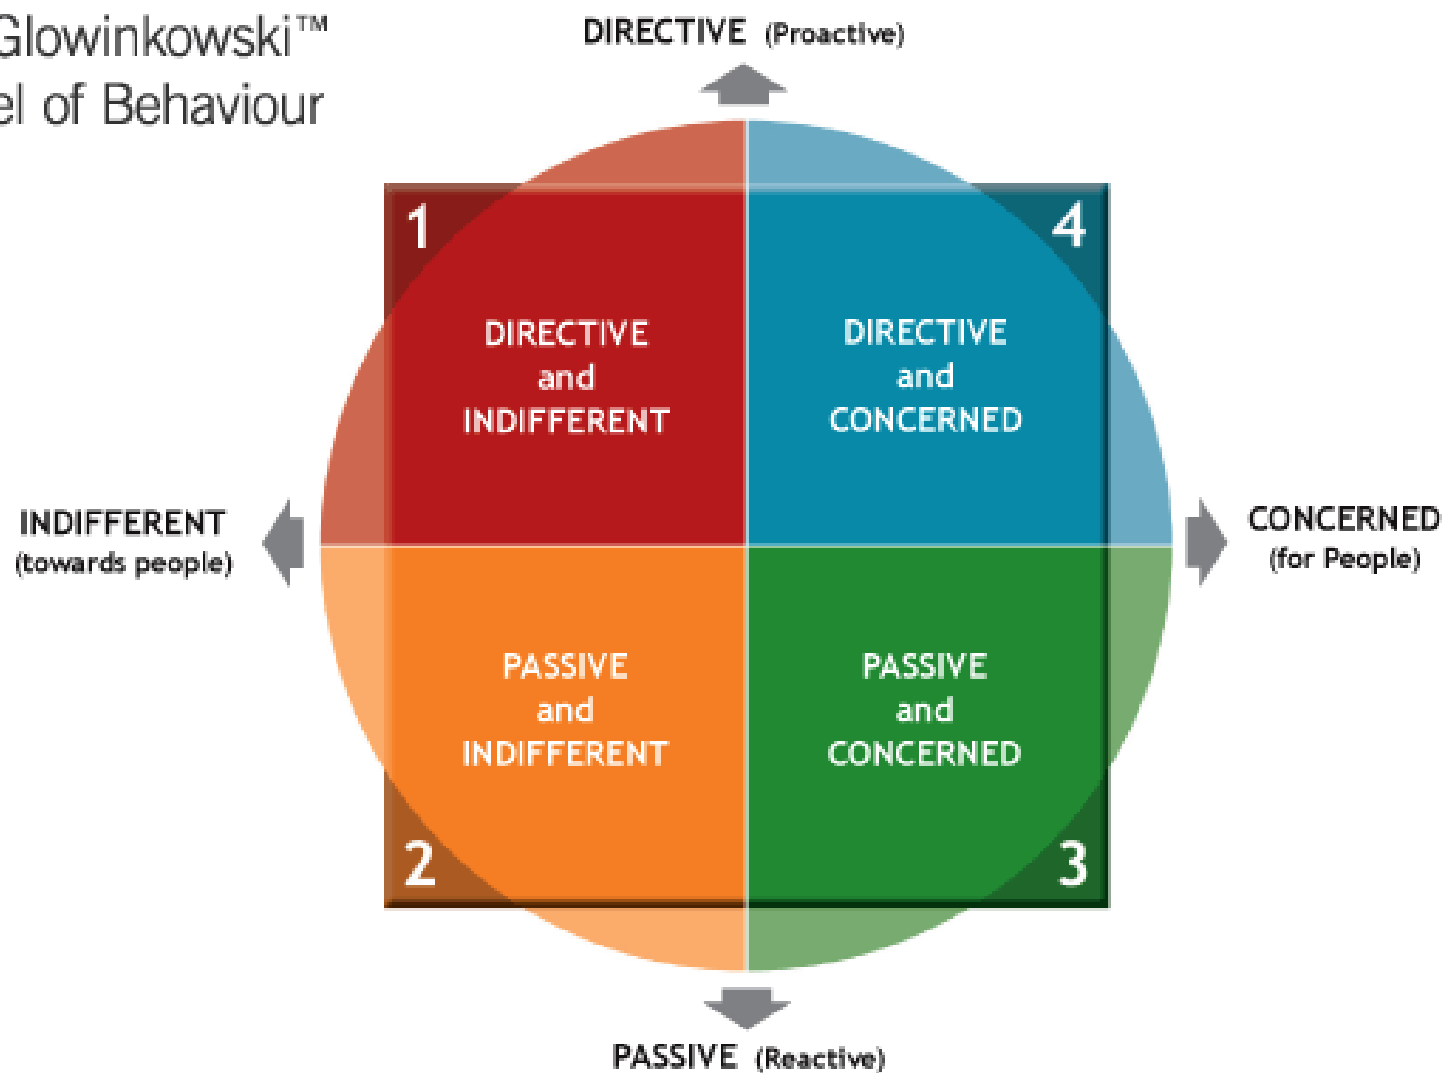 Glowinkowski™
el of Behaviour
DIRECTIVE (Proactive)
1
4
DIRECTIVE
and
INDIFFERENT
DIRECTIVE
and
CONCERNED
INDIFFERENT
(towards people)
CONCERNED
(for People)
PASSIVE
and
INDIFFERENT
PASSIVE
and
CONCERNED
2
3
PASSIVE (Reactive)